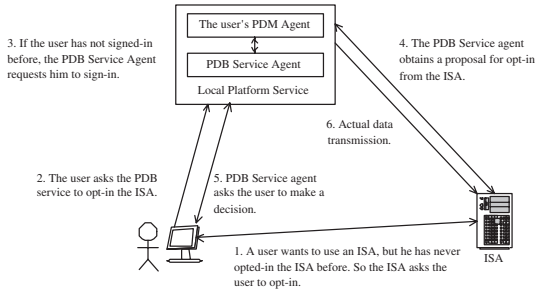 The user's PDM Agent
PDB Service Agent
Local Platform Service
3. If the user has not signed-in
before, the PDB Service Agent
requests him to sign-in.
4. The PDB Service agent
obtains a proposal for opt-in
from the ISA.
6. Actual data
transmission.
2. The user asks the PDB
service to opt-in the ISA.
5. PDB Service agent
asks the user to make a
decision.
1. A user wants to use an ISA, but he has never
opted-in the ISA before. So the ISA asks the
user to opt-in.
ISA